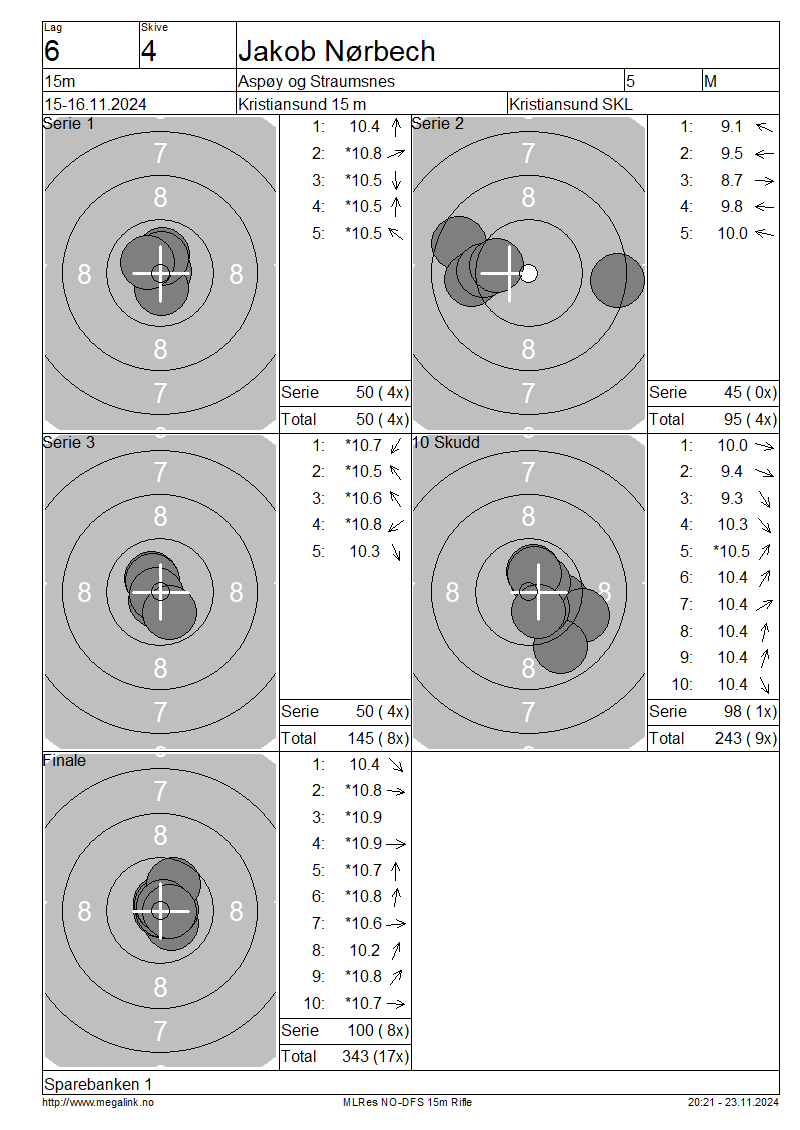 Lag
Skive
6
4
Jakob Nørbech
15m
Aspøy og Straumsnes
5
M
15-16.11.2024
Kristiansund 15 m
Kristiansund SKL
Serie 1
7
8
8
8
8
7
1: 10.4
2: *10.8
3: *10.5
4: *10.5
5: *10.5
Serie 50 ( 4x)
Total 50 ( 4x)
Serie 2
7
8
8
7
1: 9.1
2: 9.5
3: 8.7
4: 9.8
5: 10.0
Serie 45 ( 0x)
Total 95 ( 4x)
Serie 3
7
8
8
8
8
7
1: *10.7
2: *10.5
3: *10.6
4: *10.8
5: 10.3
Serie 50 ( 4x)
Total 145 ( 8x)
10 Skudd
7
8
8
8
8
7
1: 10.0
2: 9.4
3: 9.3
4: 10.3
5: *10.5
6: 10.4
7: 10.4
8: 10.4
9: 10.4
10: 10.4
Serie 98 ( 1x)
Total 243 ( 9x)
Finale
7
8
8
8
8
7
1: 10.4
2: *10.8
3: *10.9
4: *10.9
5: *10.7
6: *10.8
7: *10.6
8: 10.2
9: *10.8
10: *10.7
Serie 100 ( 8x)
Total 343 (17x)
Sparebanken 1
http://www.megalink.no
MLRes NO-DFS 15m Rifle
20:21 - 23.11.2024